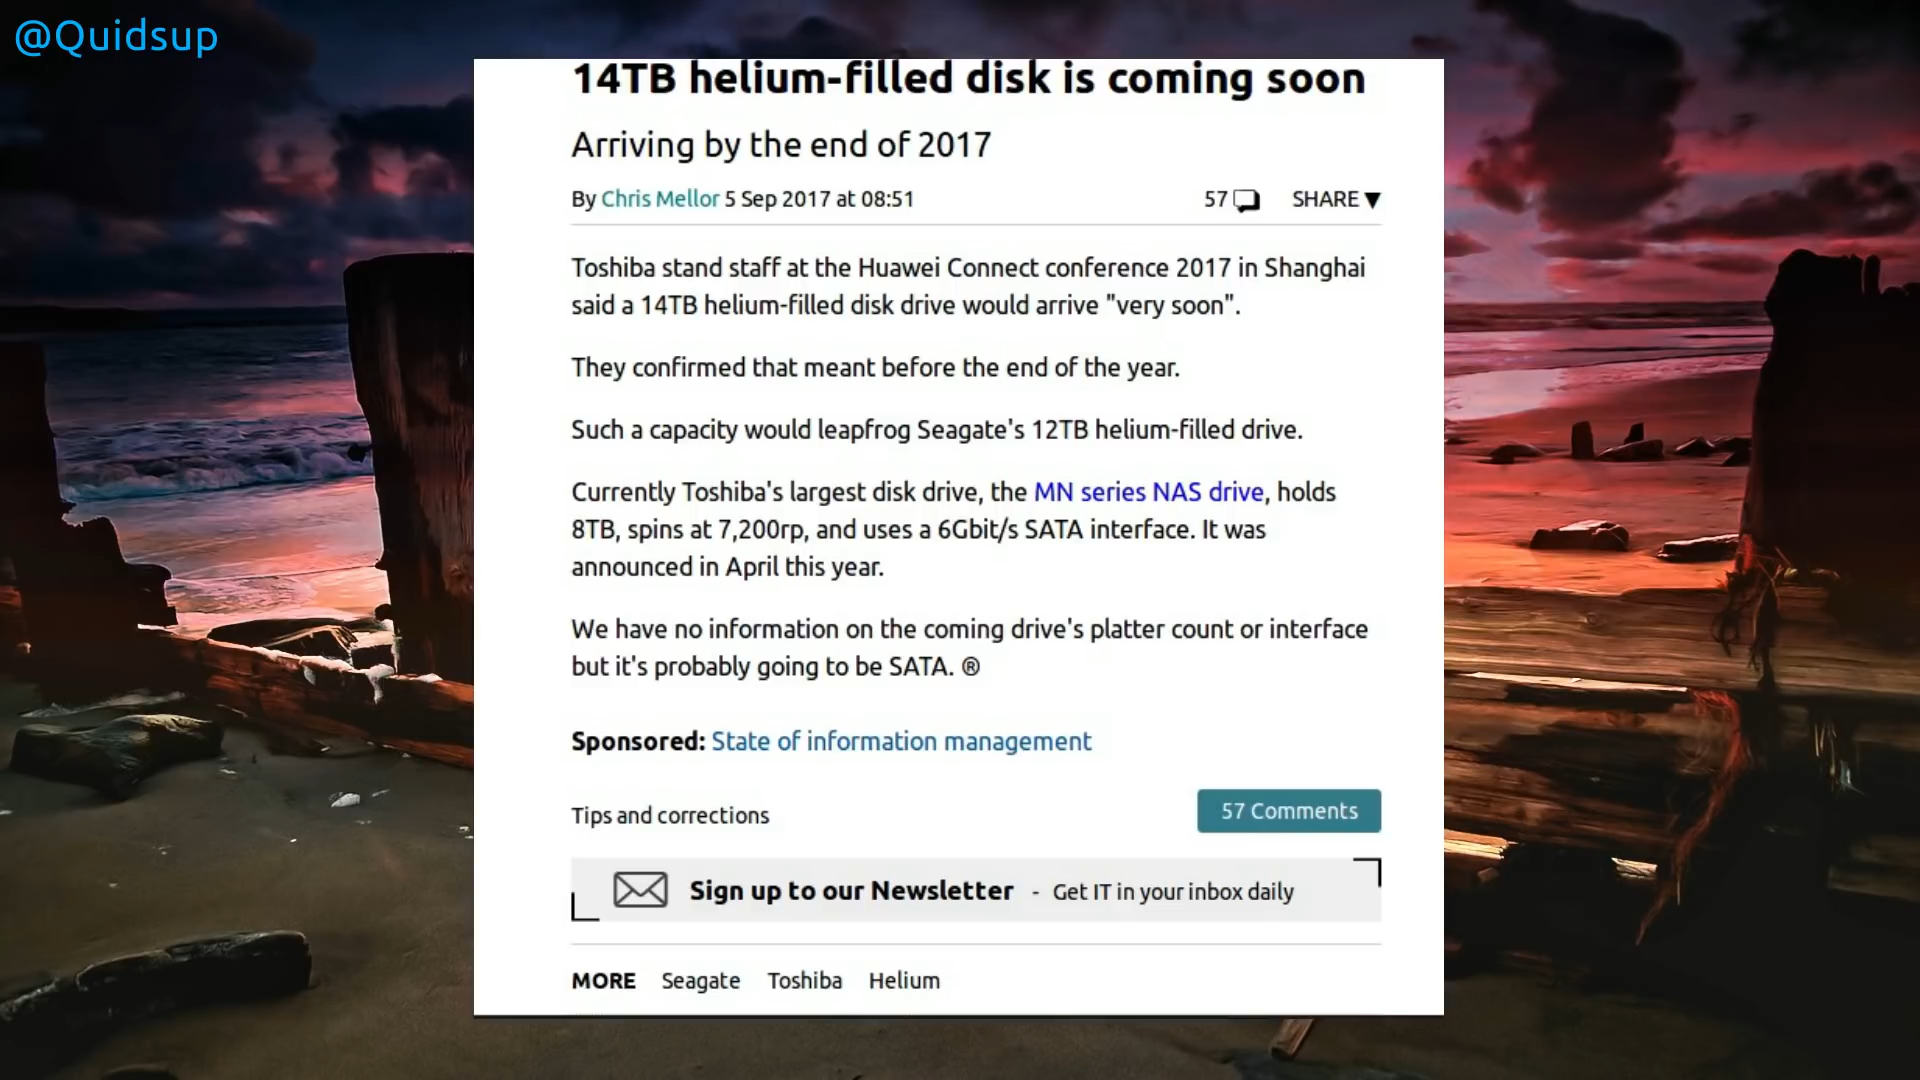 @Quidsup
14TB helium-filled disk is coming soon
Arriving by the end of 2017
By Chris Mellor 5 Sep 2017 at 08:51
57 SHARE ▼
Toshiba stand staff at the Huawei Connect conference 2017 in Shanghai
said a 14TB helium-filled disk drive would arrive "very soon".
They confirmed that meant before the end of the year.
Such a capacity would leapfrog Seagate's 12TB helium-filled drive.
Currently Toshiba's largest disk drive, the MN series NAS drive, holds
8TB, spins at 7,200rp, and uses a 6Gbit/s SATA interface. It was
announced in April this year.
We have no information on the coming drive's platter count or interface
but it's probably going to be SATA. ®
Sponsored: State of information management
Tips and corrections
57 Comments
Sign up to our Newsletter - Get IT in your inbox daily
MORE Seagate Toshiba Helium